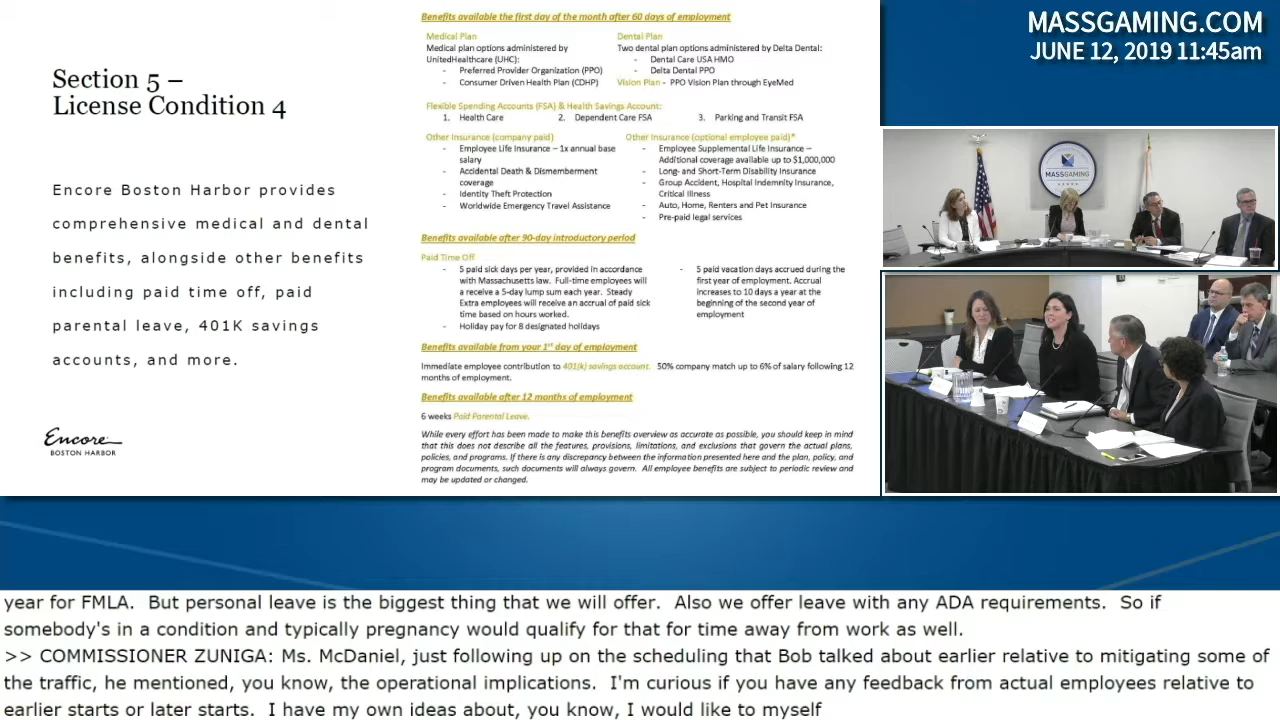 Section 5 –
License Condition 4
Encore Boston Harbor provides
comprehensive medical and dental
benefits, alongside other benefits
including paid time off, paid
parental leave, 401K savings
accounts, and more.
Encore
BOSTON HARBOR
Benefits available the first day of the month after 60 days of employment
Medical Plan
Medical plan options administered by
UnitedHealthcare (UHC):
- Preferred Provider Organization (PPO)
- Consumer Driven Health Plan (CDHP)
Dental Plan
Two dental plan options administered by Delta Dental:
- Dental Care USA HMO
- Delta Dental PPO
Vision Plan - PPO Vision Plan through EyeMed
Flexible Spending Accounts (FSA) & Health Savings Account:
1. Health Care 2. Dependent Care FSA 3. Parking and Transit FSA
Other Insurance (company paid)
- Employee Life Insurance – 1x annual base
salary
- Accidental Death & Dismemberment
coverage
- Identity Theft Protection
- Worldwide Emergency Travel Assistance
Other Insurance (optional employee paid)*
- Employee Supplemental Life Insurance –
Additional coverage available up to $1,000,000
- Long- and Short-Term Disability Insurance
- Group Accident, Hospital Indemnity Insurance,
Critical Illness
- Auto, Home, Renters and Pet Insurance
- Pre-paid legal services
Benefits available after 90-day introductory period
Paid Time Off
- 5 paid sick days per year, provided in accordance
with Massachusetts law. Full-time employees will
a receive a 5-day lump sum each year. Steady
Extra employees will receive an accrual of paid sick
time based on hours worked.
- Holiday pay for 8 designated holidays
- 5 paid vacation days accrued during the
first year of employment. Accrual
increases to 10 days a year at the
beginning of the second year of
employment
Benefits available from your 1st day of employment
Immediate employee contribution to 401(k) savings account. 50% company match up to 6% of salary following 12
months of employment.
Benefits available after 12 months of employment
6 weeks Paid Parental Leave.
While every effort has been made to make this benefits overview as accurate as possible, you should keep in mind
that this does not describe all the features, provisions, limitations, and exclusions that govern the actual plans,
policies, and programs. If there is any discrepancy between the information presented here and the plan, policy, and
program documents, such documents will always govern. All employee benefits are subject to periodic review and
may be updated or changed.
MASSGAMING.COM
JUNE 12, 2019 11:45am
MASSGAMING
year for FMLA. But personal leave is the biggest thing that we will offer. Also we offer leave with any ADA requirements. So if
somebody's in a condition and typically pregnancy would qualify for that for time away from work as well.
>> COMMISSIONER ZUNIGA: Ms. McDaniel, just following up on the scheduling that Bob talked about earlier relative to mitigating some of
the traffic, he mentioned, you know, the operational implications. I'm curious if you have any feedback from actual employees relative to
earlier starts or later starts. I have my own ideas about, you know, I would like to myself